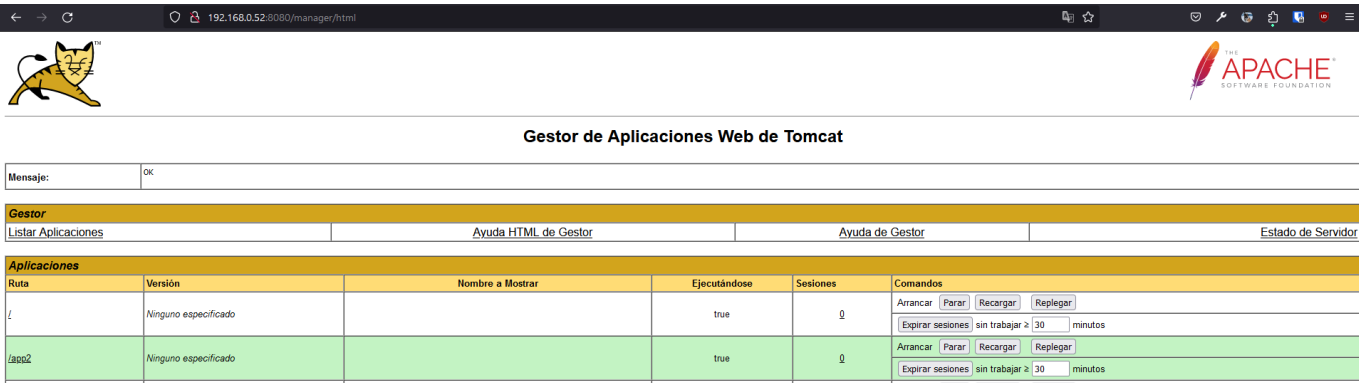 192.168.0.52:8080/manager/html
TM
THE
APACHE®
SOFTWARE FOUNDATION
Gestor de Aplicaciones Web de Tomcat
Mensaje: OK
Gestor
Listar Aplicaciones Ayuda HTML de Gestor Ayuda de Gestor Estado de Servidor
Aplicaciones
Ruta Versión Nombre a Mostrar Ejecutándose Sesiones Comandos
/ Ninguno especificado true 0 Arrancar Parar Recargar Replegar
Expirar sesiones sin trabajar ≥ 30 minutos
/app2 Ninguno especificado true 0 Arrancar Parar Recargar Replegar
Expirar sesiones sin trabajar ≥ 30 minutos